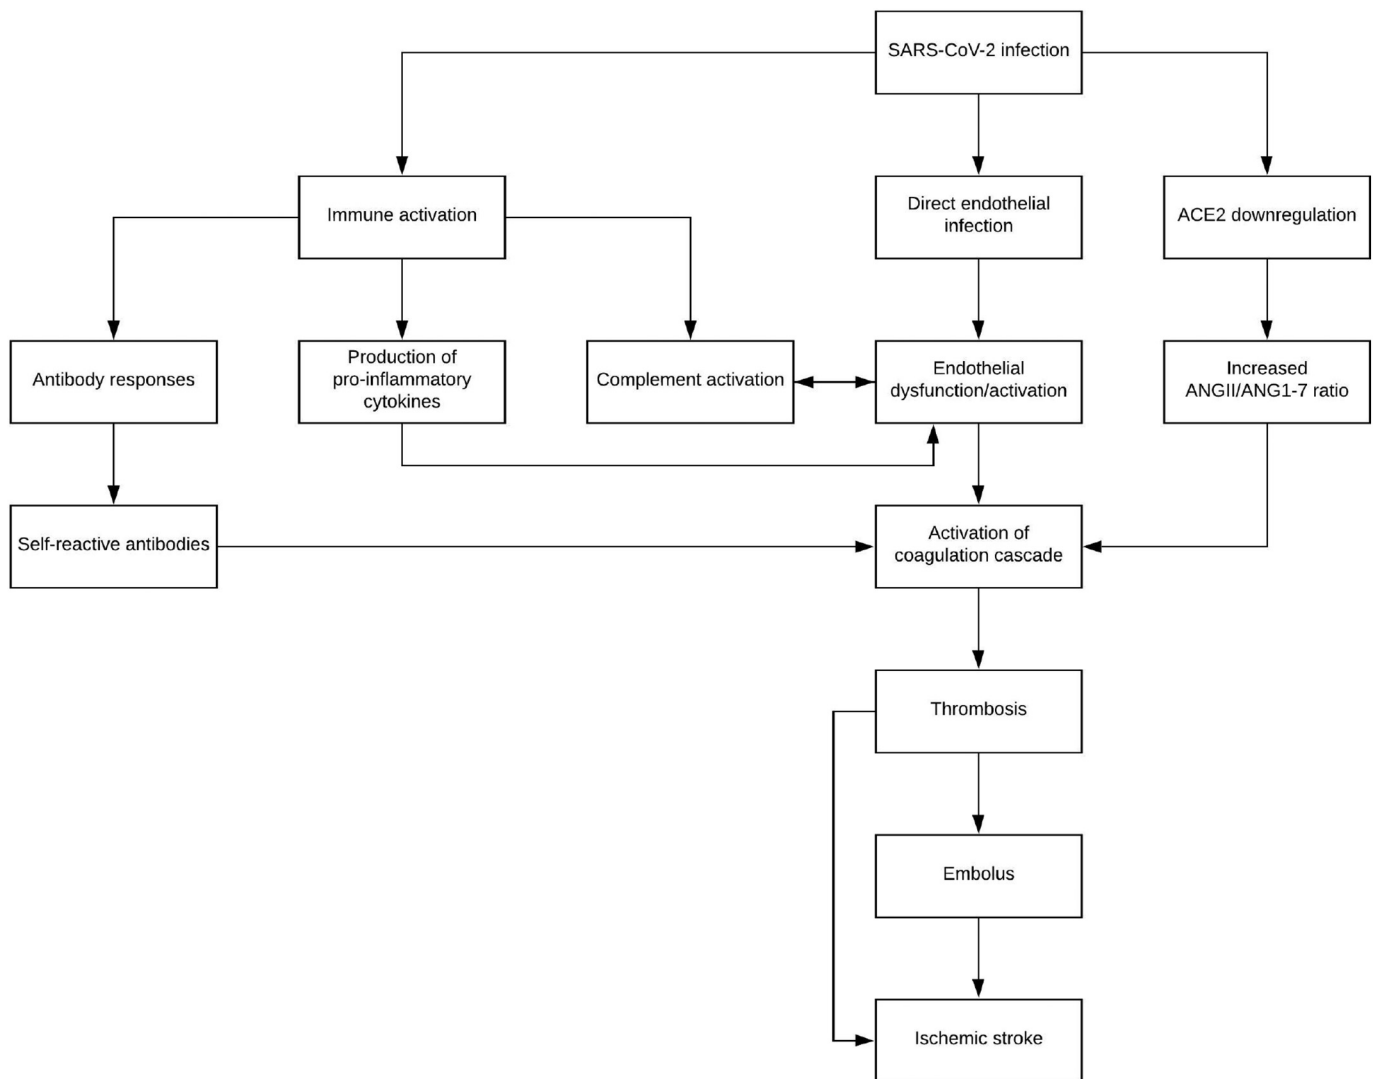 SARS-CoV-2 infection
Immune activation
Direct endothelial
infection
ACE2 downregulation
Antibody responses
Production of
pro-inflammatory
cytokines
Complement activation
Endothelial
dysfunction/activation
Increased
ANGII/ANG1-7 ratio
Self-reactive antibodies
Activation of
coagulation cascade
Thrombosis
Embolus
Ischemic stroke